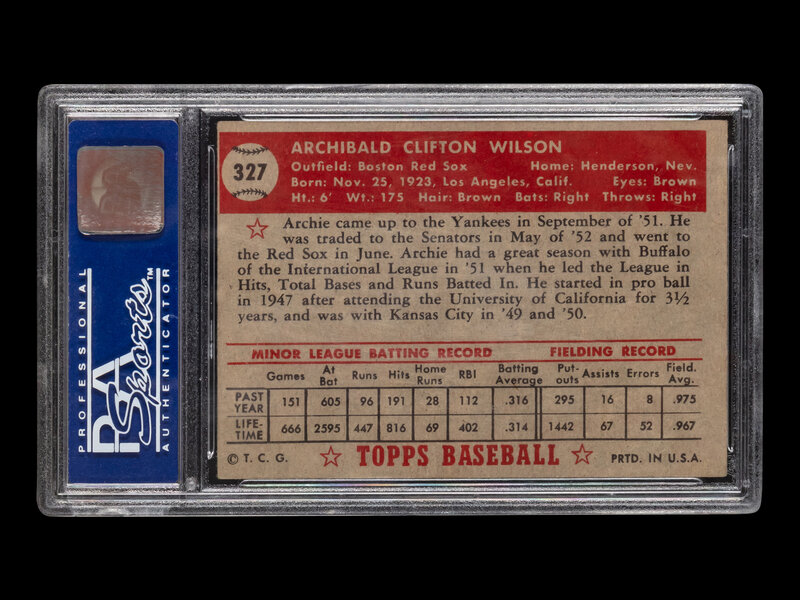 PROFESSIONAL
PSA
Sports™
AUTHENTICATOR
327
ARCHIBALD CLIFTON WILSON
Outfield: Boston Red Sox Home: Henderson, Nev.
Born: Nov. 25, 1923, Los Angeles, Calif. Eyes: Brown
Ht.: 6' Wt.: 175 Hair: Brown Bats: Right Throws: Right
Archie came up to the Yankees in September of '51. He
was traded to the Senators in May of '52 and went to
the Red Sox in June. Archie had a great season with Buffalo
of the International League in '51 when he led the League in
Hits, Total Bases and Runs Batted In. He started in pro ball
in 1947 after attending the University of California for 3½
years, and was with Kansas City in '49 and '50.
MINOR LEAGUE BATTING RECORD FIELDING RECORD
Games At Bat Runs Hits Home Runs RBI Batting Average Put-outs Assists Errors Field. Avg.
PAST YEAR 151 605 96 191 28 112 .316 295 16 8 .975
LIFE-TIME 666 2595 447 816 69 402 .314 1442 67 52 .967
© T. C. G. TOPPS BASEBALL PRTD. IN U.S.A.